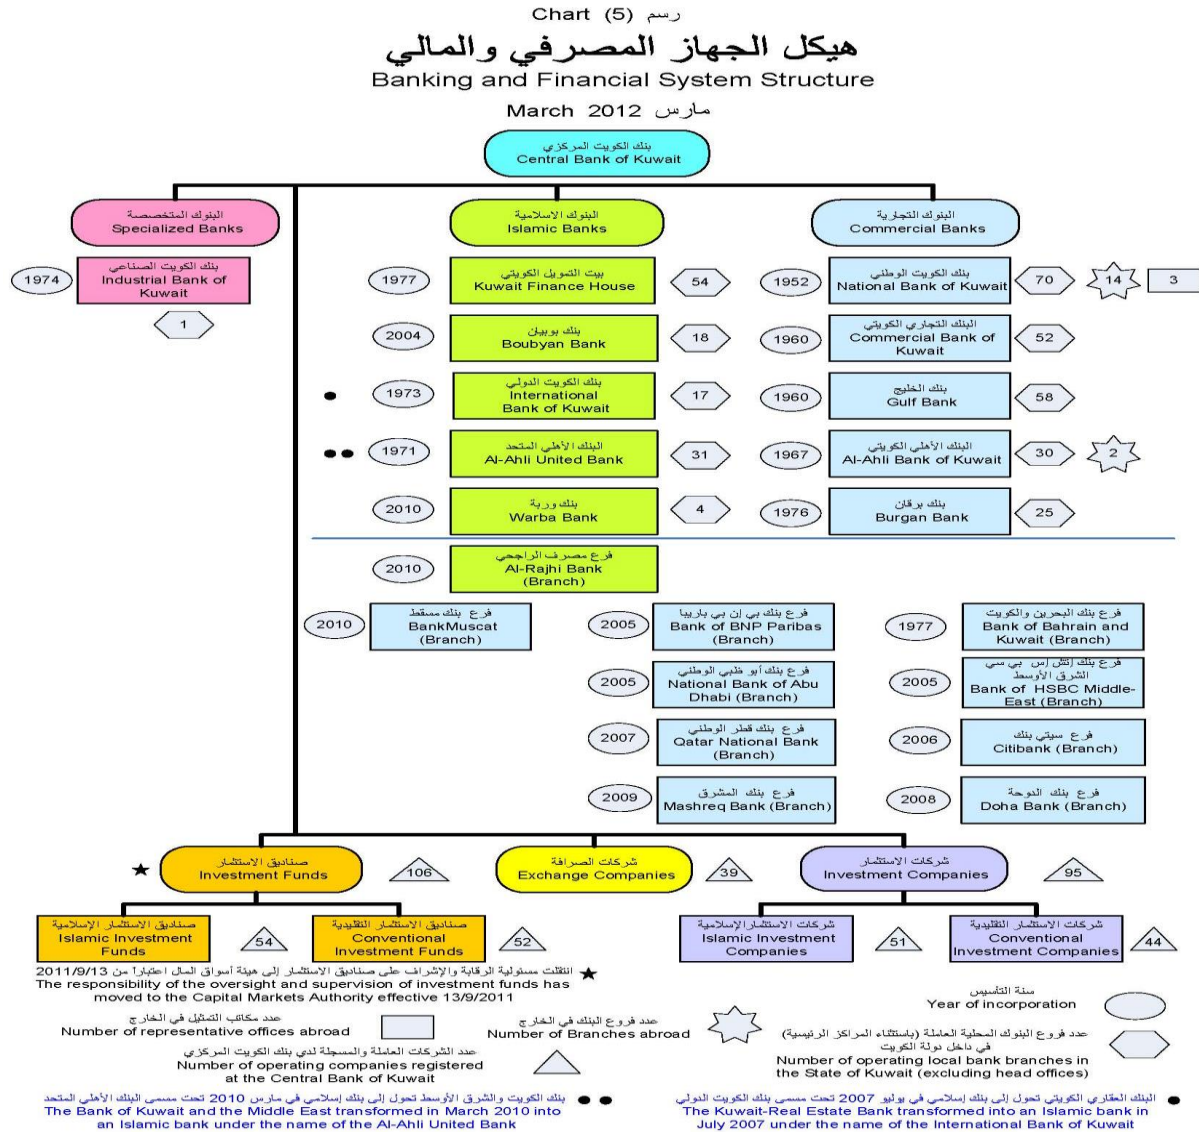 Chart (5) رسم
هيكل الجهاز المصرفي والمالي
Banking and Financial System Structure
March 2012 مارس
بنك الكويت المركزي
Central Bank of Kuwait
البنوك المتخصصة
Specialized Banks
البنوك الاسلامية
Islamic Banks
البنوك التجارية
Commercial Banks
1974
بنك الكويت الصناعي
Industrial Bank of
Kuwait
1
1977
بيت التمويل الكويتي
Kuwait Finance House
54
1952
بنك الكويت الوطني
National Bank of Kuwait
70
14
3
2004
بنك بوبيان
Boubyan Bank
18
1960
البنك التجاري الكويتي
Commercial Bank of
Kuwait
52
●
1973
بنك الكويت الدولي
International
Bank of Kuwait
17
1960
بنك الخليج
Gulf Bank
58
●●
1971
البنك الأهلي المتحد
Al-Ahli United Bank
31
1967
البنك الأهلي الكويتي
Al-Ahli Bank of Kuwait
30
2
2010
بنك وربة
Warba Bank
4
1976
بنك برقان
Burgan Bank
25
2010
فرع مصرف الراجحي
Al-Rajhi Bank
(Branch)
2010
فرع بنك مسقط
BankMuscat
(Branch)
2005
فرع بنك بي إن بي باريبا
Bank of BNP Paribas
(Branch)
1977
فرع بنك البحرين والكويت
Bank of Bahrain and
Kuwait (Branch)
2005
فرع بنك أبو ظبي الوطني
National Bank of Abu
Dhabi (Branch)
2005
فرع بنك إتش إس بي سي
الشرق الأوسط
Bank of HSBC Middle-
East (Branch)
2007
فرع بنك قطر الوطني
Qatar National Bank
(Branch)
2006
فرع سيتي بنك
Citibank (Branch)
2009
فرع بنك المشرق
Mashreq Bank (Branch)
2008
فرع بنك الدوحة
Doha Bank (Branch)
★
صناديق الاستثمار
Investment Funds
106
شركات الصرافة
Exchange Companies
39
شركات الاستثمار
Investment Companies
95
صناديق الاستثمار الإسلامية
Islamic Investment
Funds
54
صناديق الاستثمار التقليدية
Conventional
Investment Funds
52
شركات الاستثمار الإسلامية
Islamic Investment
Companies
51
شركات الاستثمار التقليدية
Conventional
Investment Companies
44
★ انتقلت مسئولية الرقابة والإشراف على صناديق الاستثمار إلى هيئة أسواق المال اعتباراً من 2011/9/13
The responsibility of the oversight and supervision of investment funds has
moved to the Capital Markets Authority effective 13/9/2011
سنة التأسيس
Year of incorporation
عدد مكاتب التمثيل في الخارج
Number of representative offices abroad
عدد فروع البنك في الخارج
Number of Branches abroad
عدد فروع البنوك المحلية العاملة (باستثناء المراكز الرئيسية)
في داخل دولة الكويت
Number of operating local bank branches in
the State of Kuwait (excluding head offices)
عدد الشركات العاملة والمسجلة لدي بنك الكويت المركزي
Number of operating companies registered
at the Central Bank of Kuwait
●● بنك الكويت والشرق الأوسط تحول إلى بنك إسلامي في مارس 2010 تحت مسمى البنك الأهلي المتحد
The Bank of Kuwait and the Middle East transformed in March 2010 into
an Islamic bank under the name of the Al-Ahli United Bank
● البنك العقاري الكويتي تحول إلى بنك إسلامي في يوليو 2007 تحت مسمى بنك الكويت الدولي
The Kuwait-Real Estate Bank transformed into an Islamic bank in
July 2007 under the name of the International Bank of Kuwait